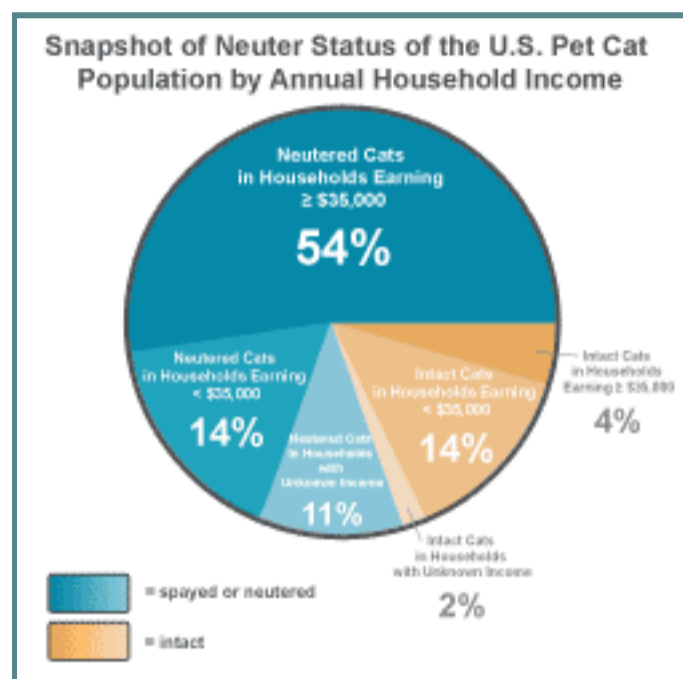 Snapshot of Neuter Status of the U.S. Pet Cat
Population by Annual Household Income
Neutered Cats
in Households Earning
≥ $35,000
54%
Neutered Cats
in Households Earning
< $35,000
14%
Neutered Cats
in Households
with
Unknown Income
11%
Intact Cats
in Households Earning
< $35,000
14%
Intact Cats
in Households
Earning ≥ $35,000
4%
Intact Cats
in Households
with Unknown Income
2%
= spayed or neutered
= intact